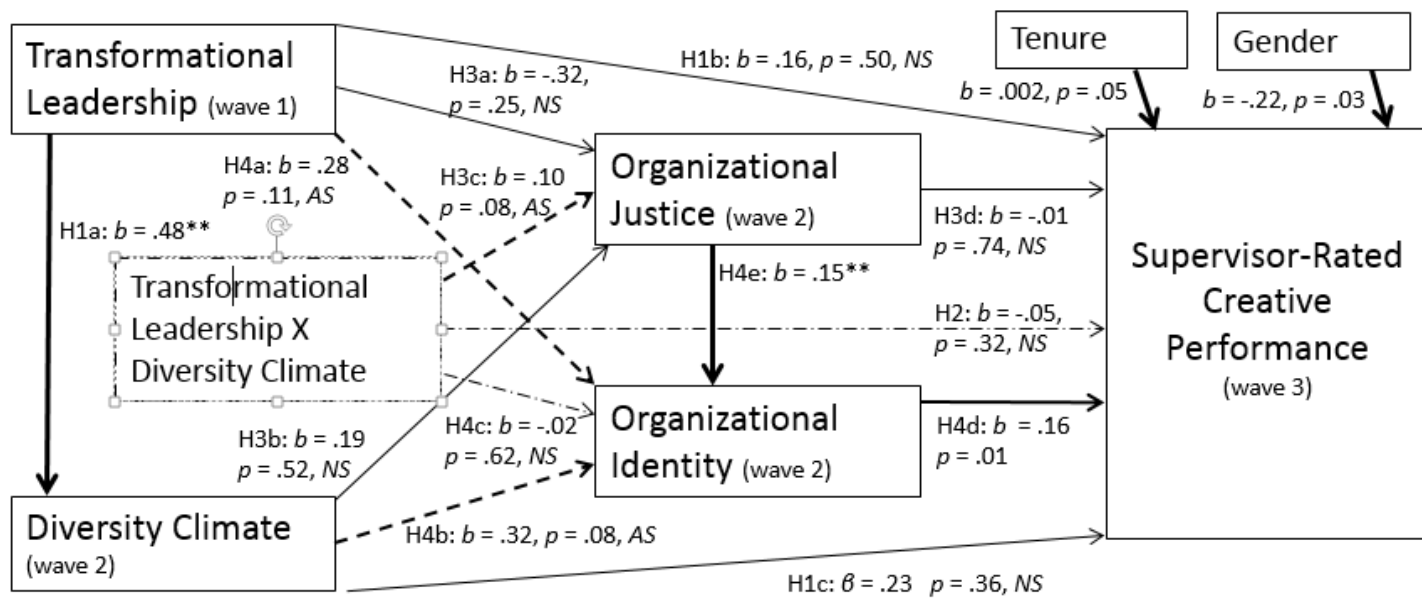 Transformational
Leadership (wave 1)
H3a: b = -.32,
p = .25, NS
H1b: b = .16, p = .50, NS
Tenure
Gender
b = .002, p = .05
b = -.22, p = .03
H4a: b = .28
p = .11, AS
H3c: b = .10
p = .08, AS
Organizational
Justice (wave 2)
H3d: b = -.01
p = .74, NS
H1a: b = .48**
Transformational
Leadership X
Diversity Climate
H4e: b = .15**
H2: b = -.05,
p = .32, NS
Supervisor-Rated
Creative
Performance
(wave 3)
H3b: b = .19
p = .52, NS
H4c: b = -.02
p = .62, NS
Organizational
Identity (wave 2)
H4d: b = .16
p = .01
Diversity Climate
(wave 2)
H4b: b = .32, p = .08, AS
H1c: β = .23 p = .36, NS